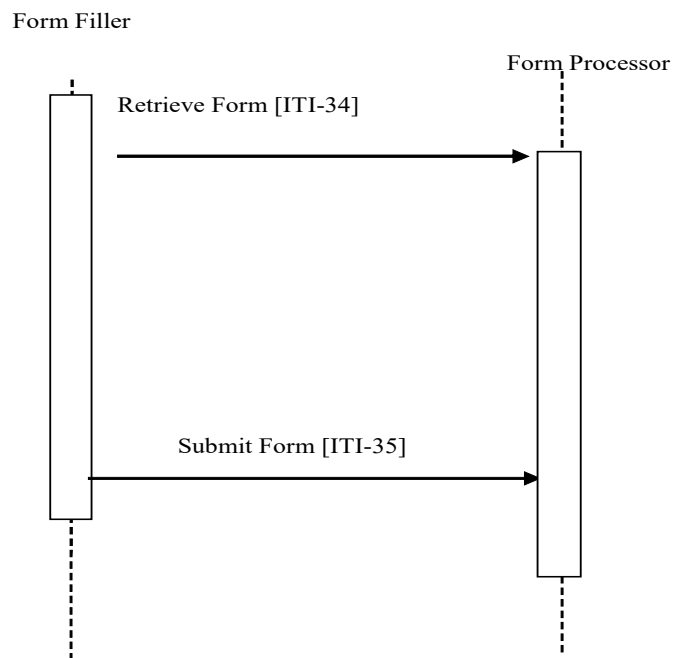 Form Filler
Form Processor
Retrieve Form [ITI-34]
Submit Form [ITI-35]